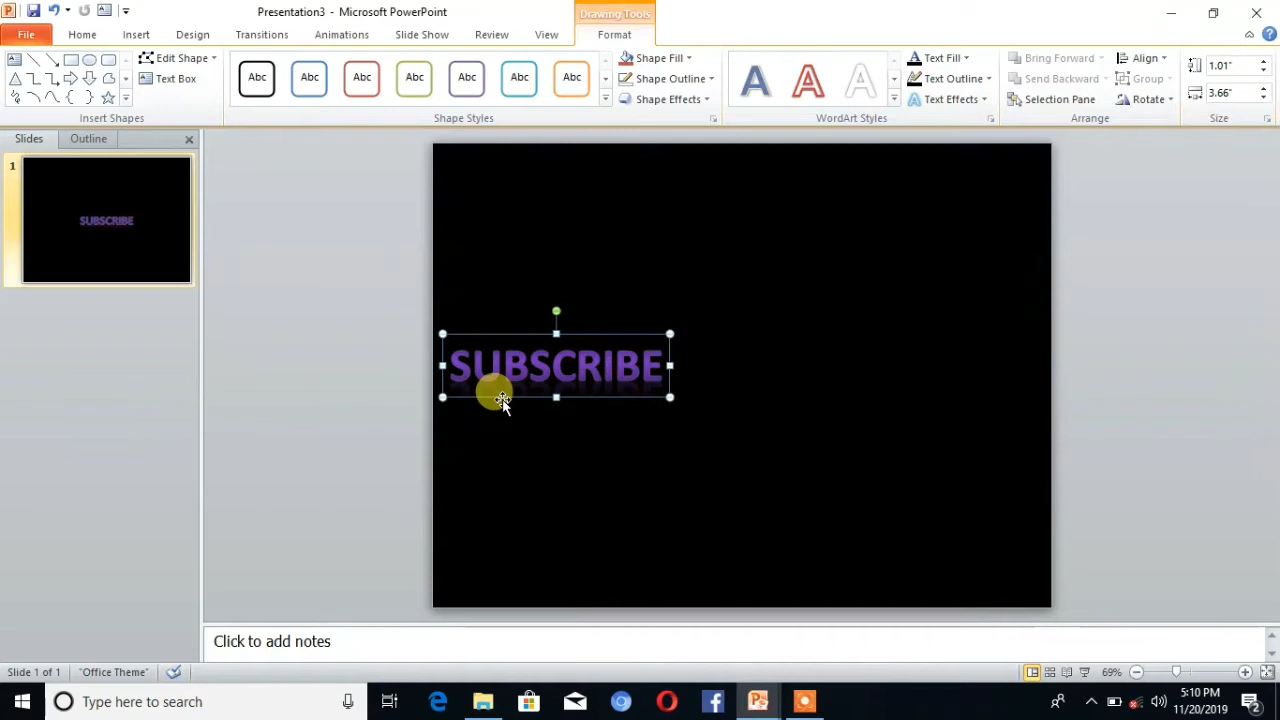 Presentation3 - Microsoft PowerPoint
Drawing Tools
File
Home
Insert
Design
Transitions
Animations
Slide Show
Review
View
Format
Edit Shape
Text Box
Insert Shapes
Abc Abc Abc Abc Abc Abc Abc
Shape Fill
Shape Outline
Shape Effects
Shape Styles
A A A
Text Fill
Text Outline
Text Effects
WordArt Styles
Bring Forward
Send Backward
Selection Pane
Align
Group
Rotate
Arrange
1.01"
3.66"
Size
Slides
Outline
1
SUBSCRIBE
SUBSCRIBE
Click to add notes
Slide 1 of 1
"Office Theme"
69%
Type here to search
5:10 PM
11/20/2019
2